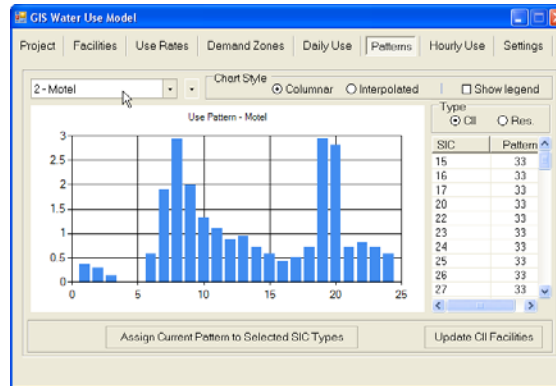 GIS Water Use Model
Project Facilities Use Rates Demand Zones Daily Use Patterns Hourly Use Settings
2 - Motel
Chart Style
Columnar Interpolated Show legend
Type
CII Res.
Use Pattern - Motel
3
2.5
2
1.5
1
0.5
0
0 5 10 15 20 25
SIC Pattern
15 33
16 33
17 33
20 33
22 33
23 33
24 33
25 33
26 33
27 33
Assign Current Pattern to Selected SIC Types Update CII Facilities